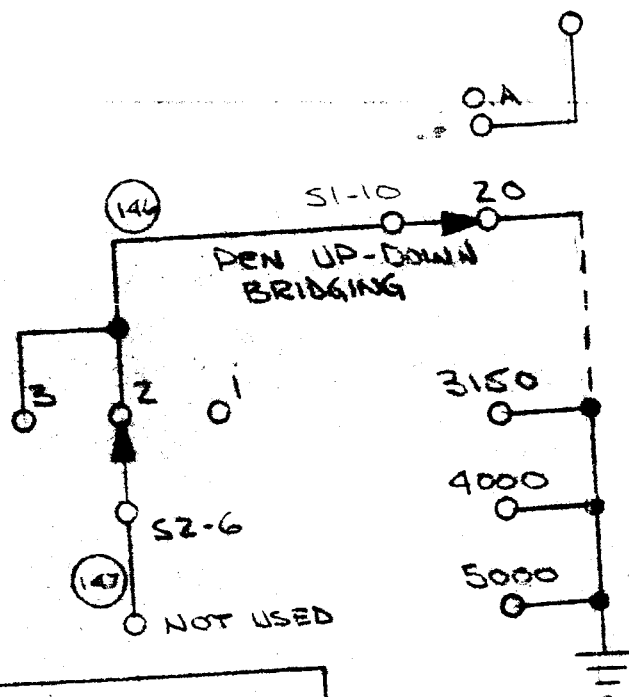 O.A
146
S1-10
20
PEN UP-DOWN
BRIDGING
3
2
1
3150
4000
S2-6
5000
147
NOT USED